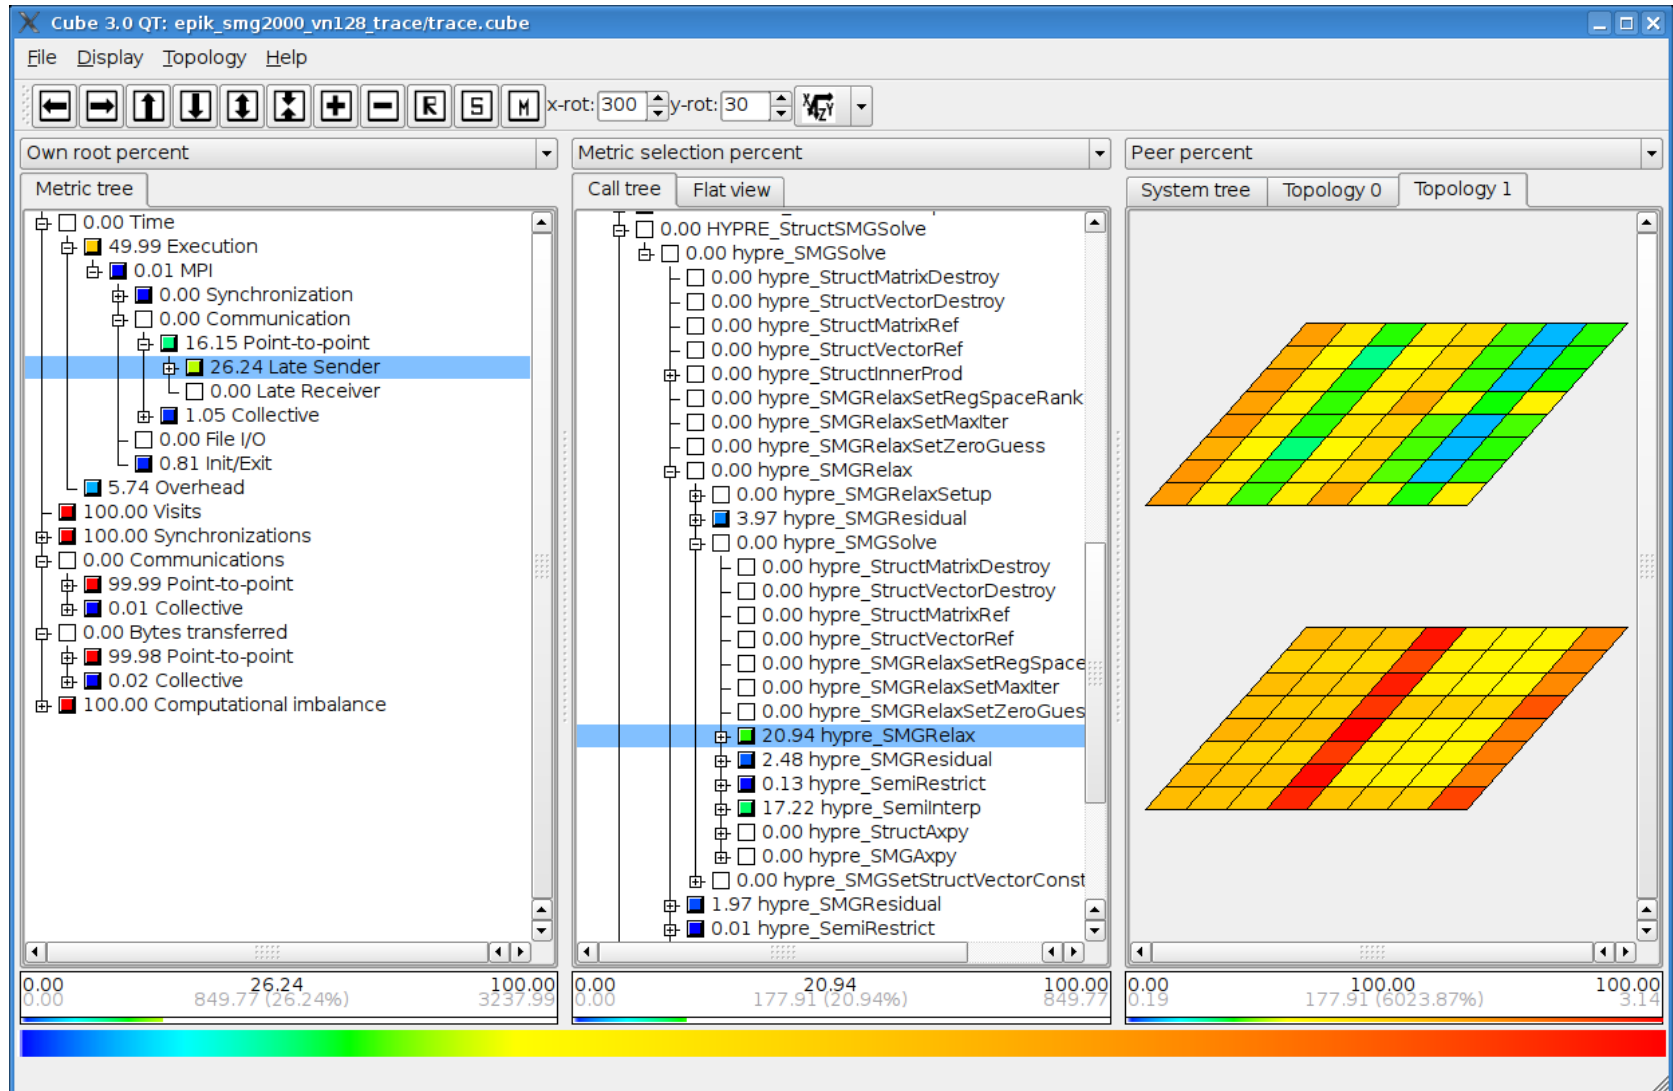 Cube 3.0 QT: epik_smg2000_vn128_trace/trace.cube
File Display Topology Help
R S M x-rot: 300 y-rot: 30 X Y Z
Own root percent
Metric tree
0.00 Time
49.99 Execution
0.01 MPI
0.00 Synchronization
0.00 Communication
16.15 Point-to-point
26.24 Late Sender
0.00 Late Receiver
1.05 Collective
0.00 File I/O
0.81 Init/Exit
5.74 Overhead
100.00 Visits
100.00 Synchronizations
0.00 Communications
99.99 Point-to-point
0.01 Collective
0.00 Bytes transferred
99.98 Point-to-point
0.02 Collective
100.00 Computational imbalance
0.00 26.24 100.00
0.00 849.77 (26.24%) 3237.99
Metric selection percent
Call tree Flat view
0.00 HYPRE_StructSMGSolve
0.00 hypre_SMGSolve
0.00 hypre_StructMatrixDestroy
0.00 hypre_StructVectorDestroy
0.00 hypre_StructMatrixRef
0.00 hypre_StructVectorRef
0.00 hypre_StructInnerProd
0.00 hypre_SMGRelaxSetRegSpaceRank
0.00 hypre_SMGRelaxSetMaxIter
0.00 hypre_SMGRelaxSetZeroGuess
0.00 hypre_SMGRelax
0.00 hypre_SMGRelaxSetup
3.97 hypre_SMGResidual
0.00 hypre_SMGSolve
0.00 hypre_StructMatrixDestroy
0.00 hypre_StructVectorDestroy
0.00 hypre_StructMatrixRef
0.00 hypre_StructVectorRef
0.00 hypre_SMGRelaxSetRegSpace
0.00 hypre_SMGRelaxSetMaxIter
0.00 hypre_SMGRelaxSetZeroGues
20.94 hypre_SMGRelax
2.48 hypre_SMGResidual
0.13 hypre_SemiRestrict
17.22 hypre_SemiInterp
0.00 hypre_StructAxpy
0.00 hypre_SMGAxpy
0.00 hypre_SMGSetStructVectorConst
1.97 hypre_SMGResidual
0.01 hypre_SemiRestrict
0.00 20.94 100.00
0.00 177.91 (20.94%) 849.77
Peer percent
System tree Topology 0 Topology 1
0.00 100.00 100.00
0.19 177.91 (6023.87%) 3.14